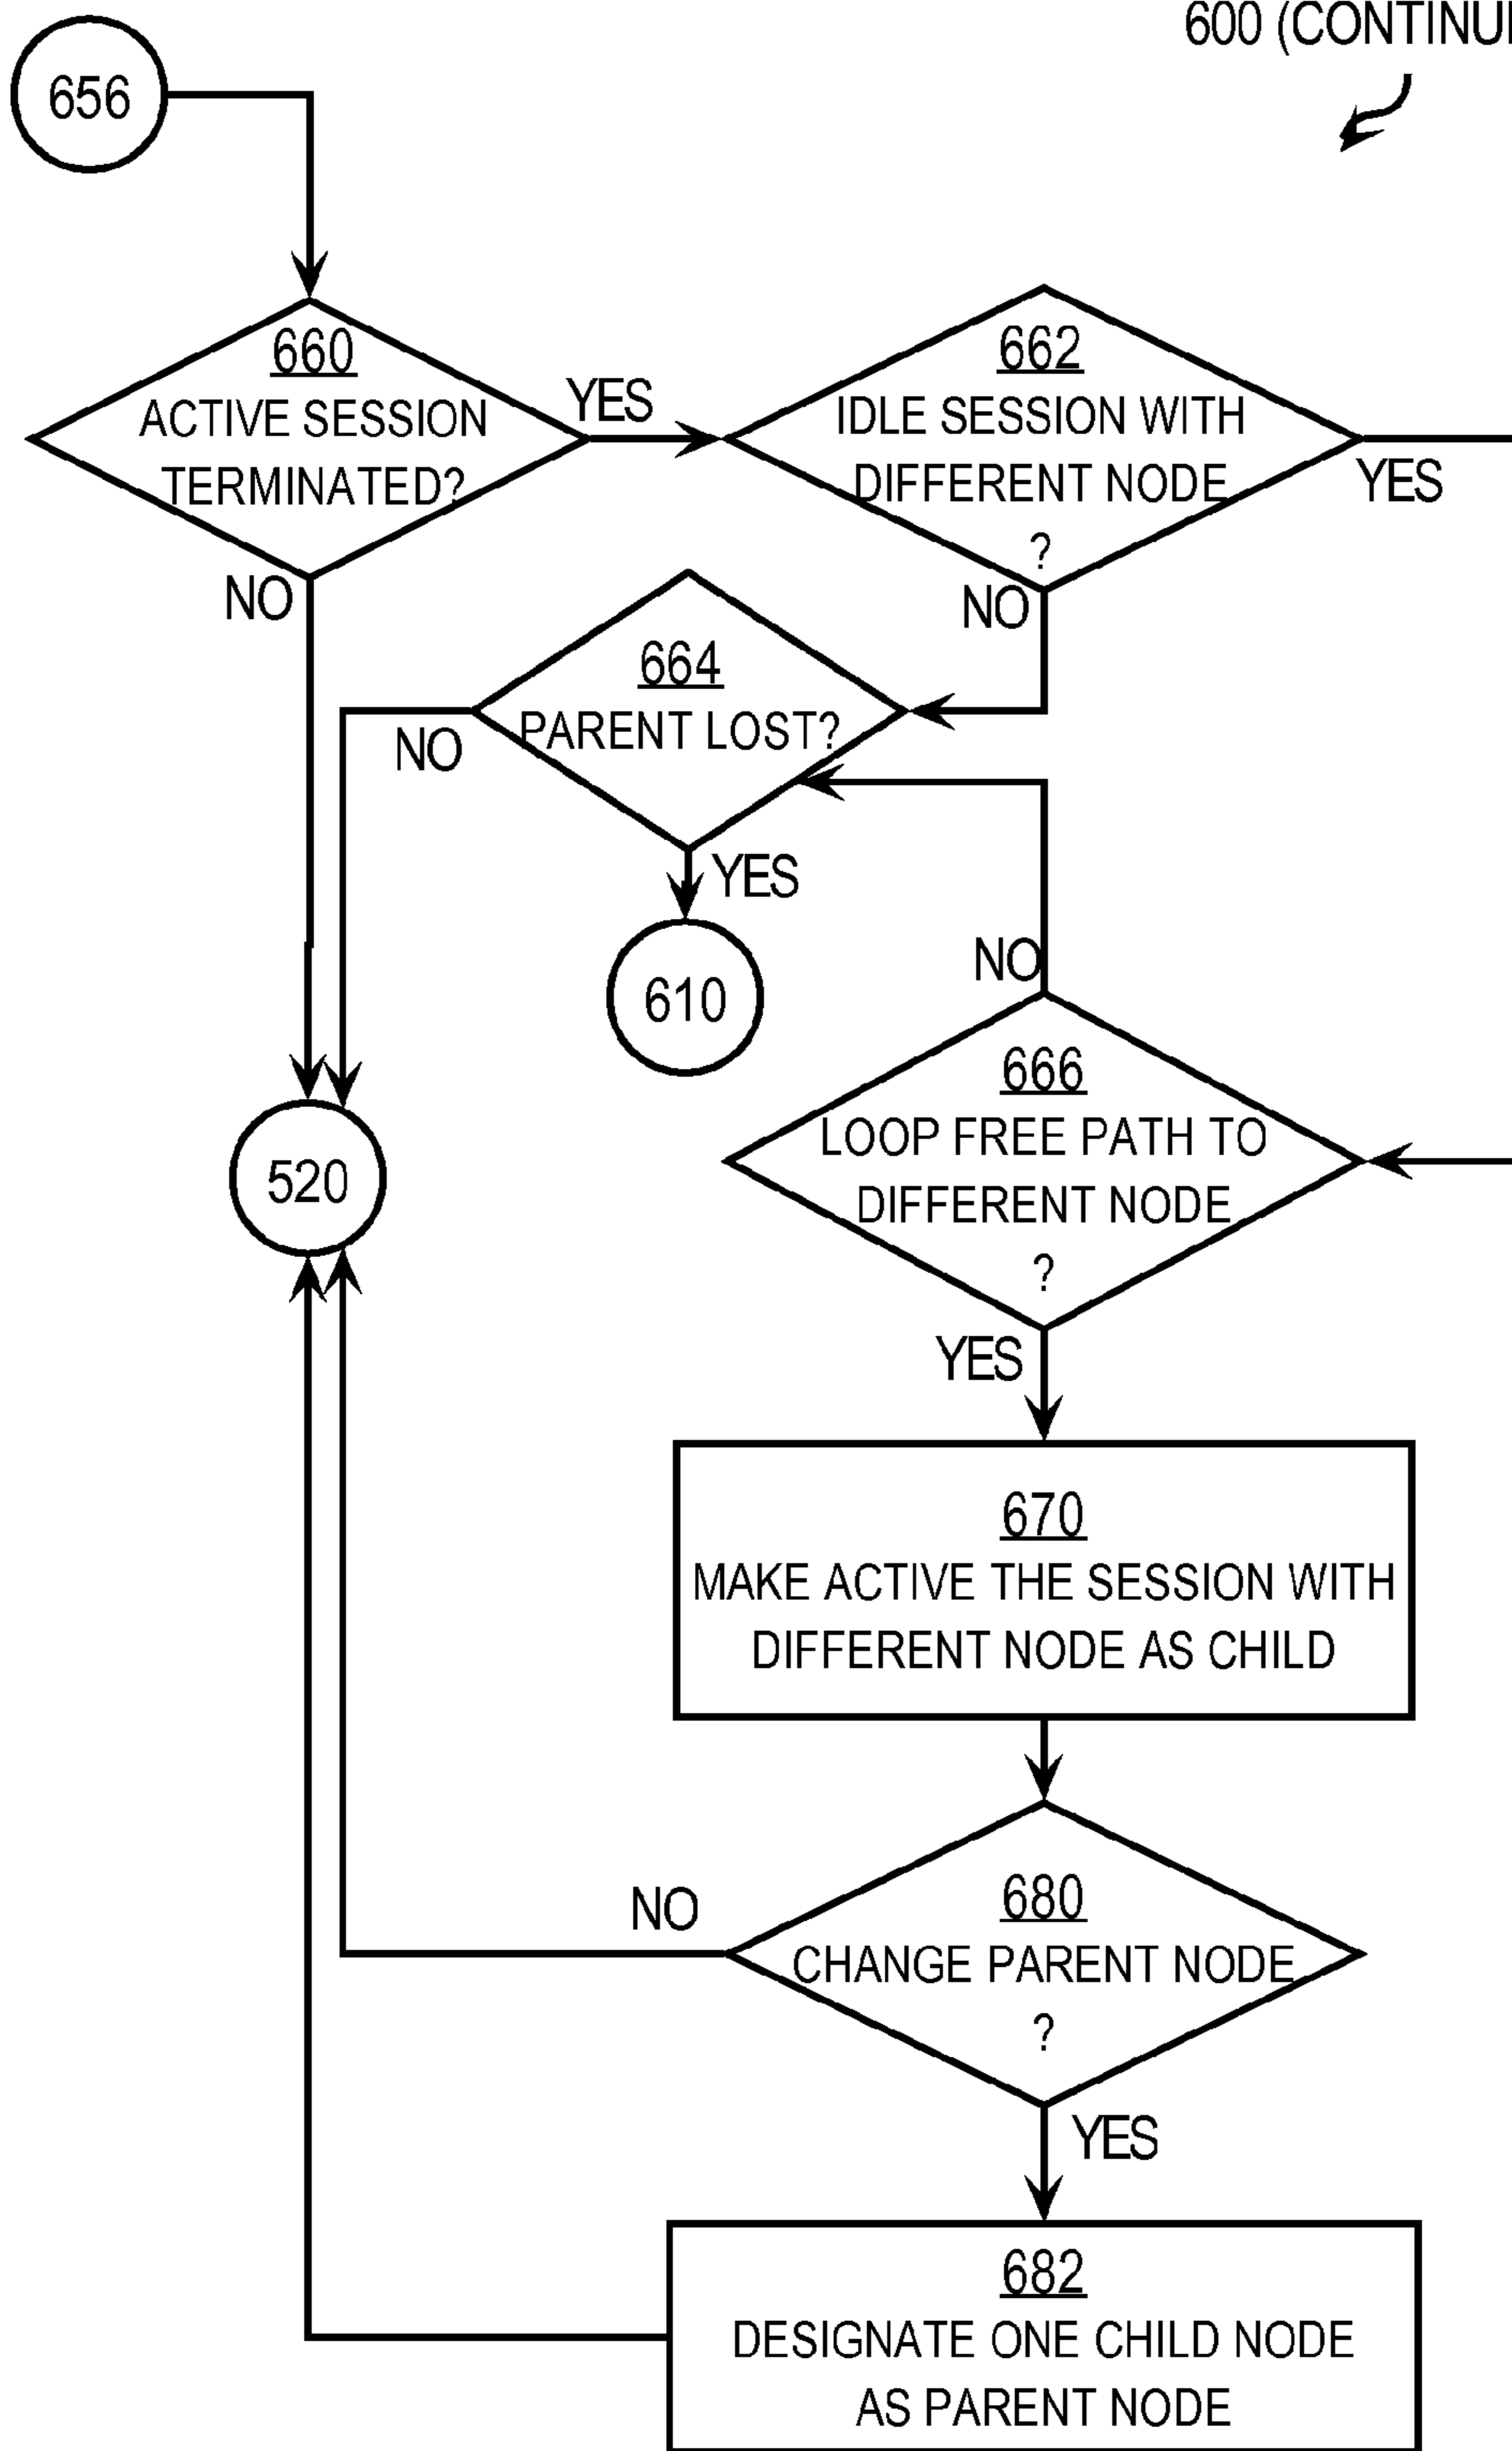 600 (CONTINU
656
660
ACTIVE SESSION
TERMINATED?
YES
NO
662
IDLE SESSION WITH
DIFFERENT NODE
?
YES
NO
664
PARENT LOST?
NO
YES
610
520
NO
666
LOOP FREE PATH TO
DIFFERENT NODE
?
YES
670
MAKE ACTIVE THE SESSION WITH
DIFFERENT NODE AS CHILD
680
CHANGE PARENT NODE
?
NO
YES
682
DESIGNATE ONE CHILD NODE
AS PARENT NODE